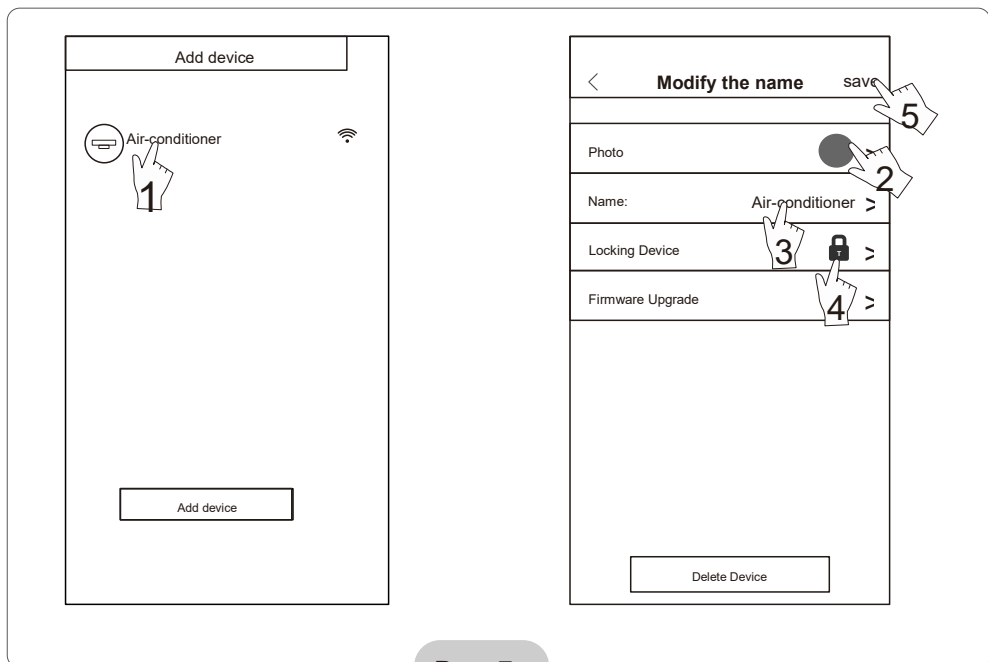 Add device
Air-conditioner
1
Add device
< Modify the name save
5
Photo >
2
Name: Air-conditioner >
3
Locking Device >
4
Firmware Upgrade >
Delete Device